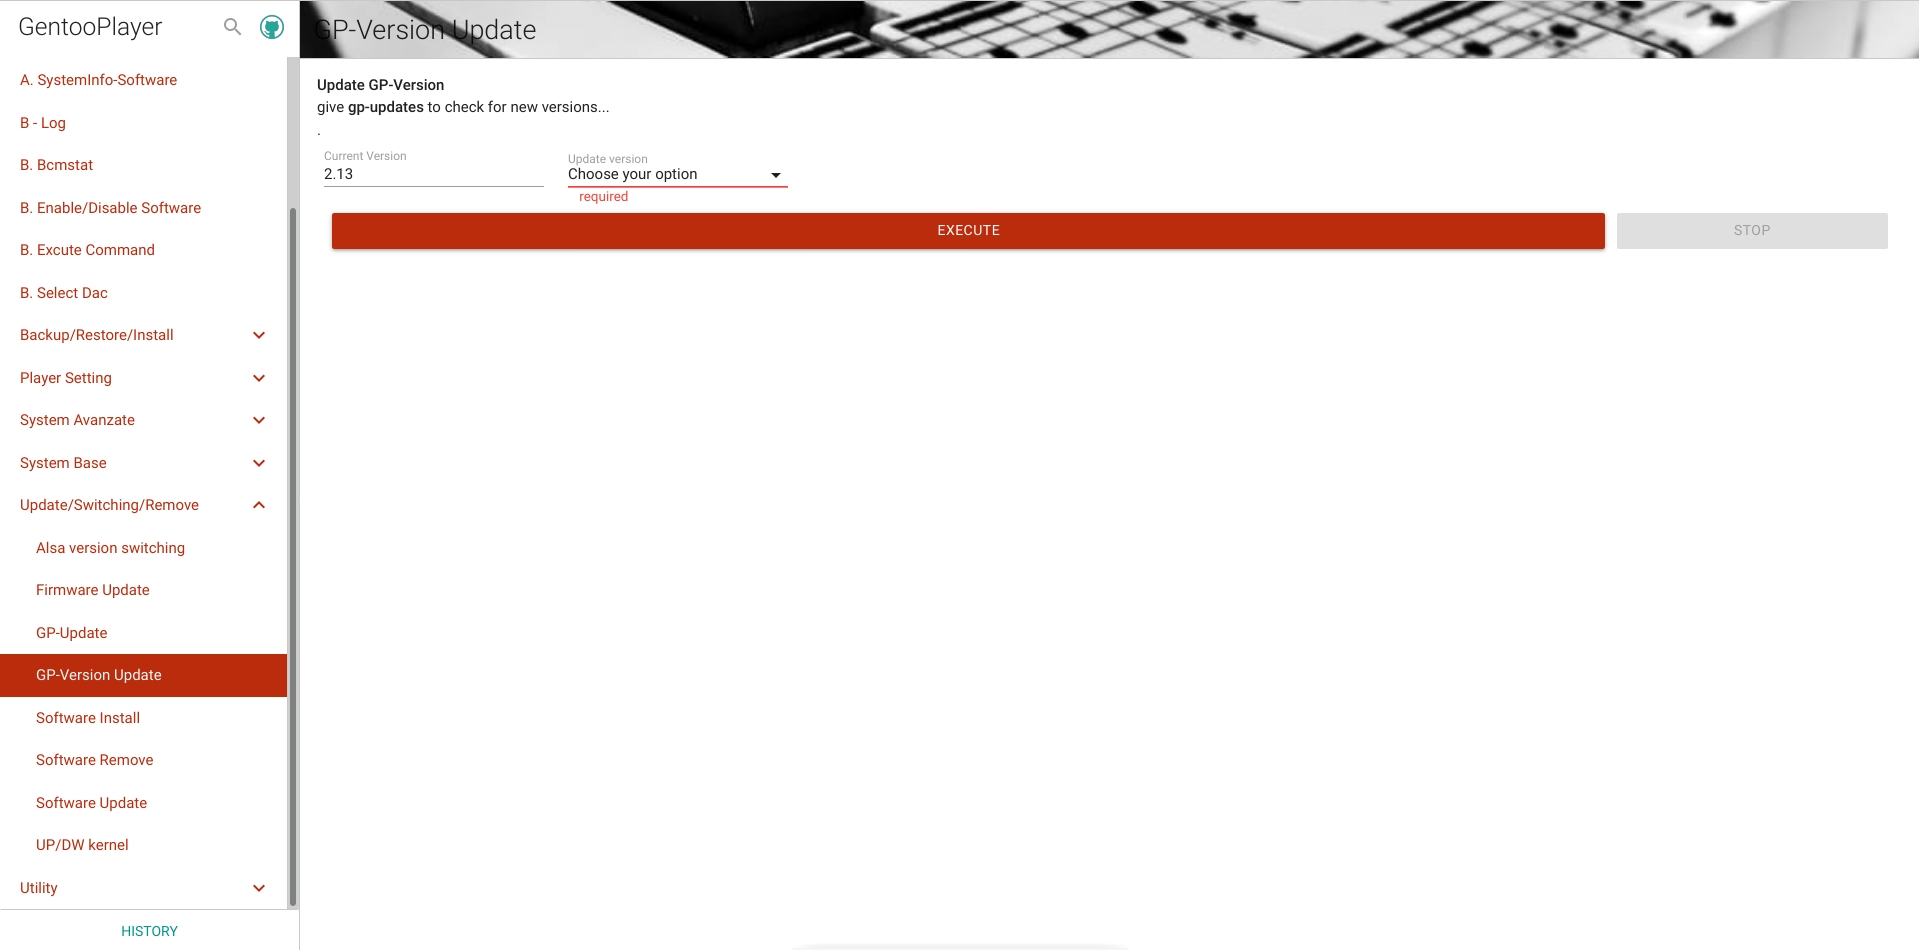 GentooPlayer
A. SystemInfo-Software
B - Log
B. Bcmstat
B. Enable/Disable Software
B. Excute Command
B. Select Dac
Backup/Restore/Install
Player Setting
System Avanzate
System Base
Update/Switching/Remove
Alsa version switching
Firmware Update
GP-Update
GP-Version Update
Software Install
Software Remove
Software Update
UP/DW kernel
Utility
HISTORY
GP-Version Update
Update GP-Version
give gp-updates to check for new versions...
.
Current Version
2.13
Update version
Choose your option
required
EXECUTE
STOP